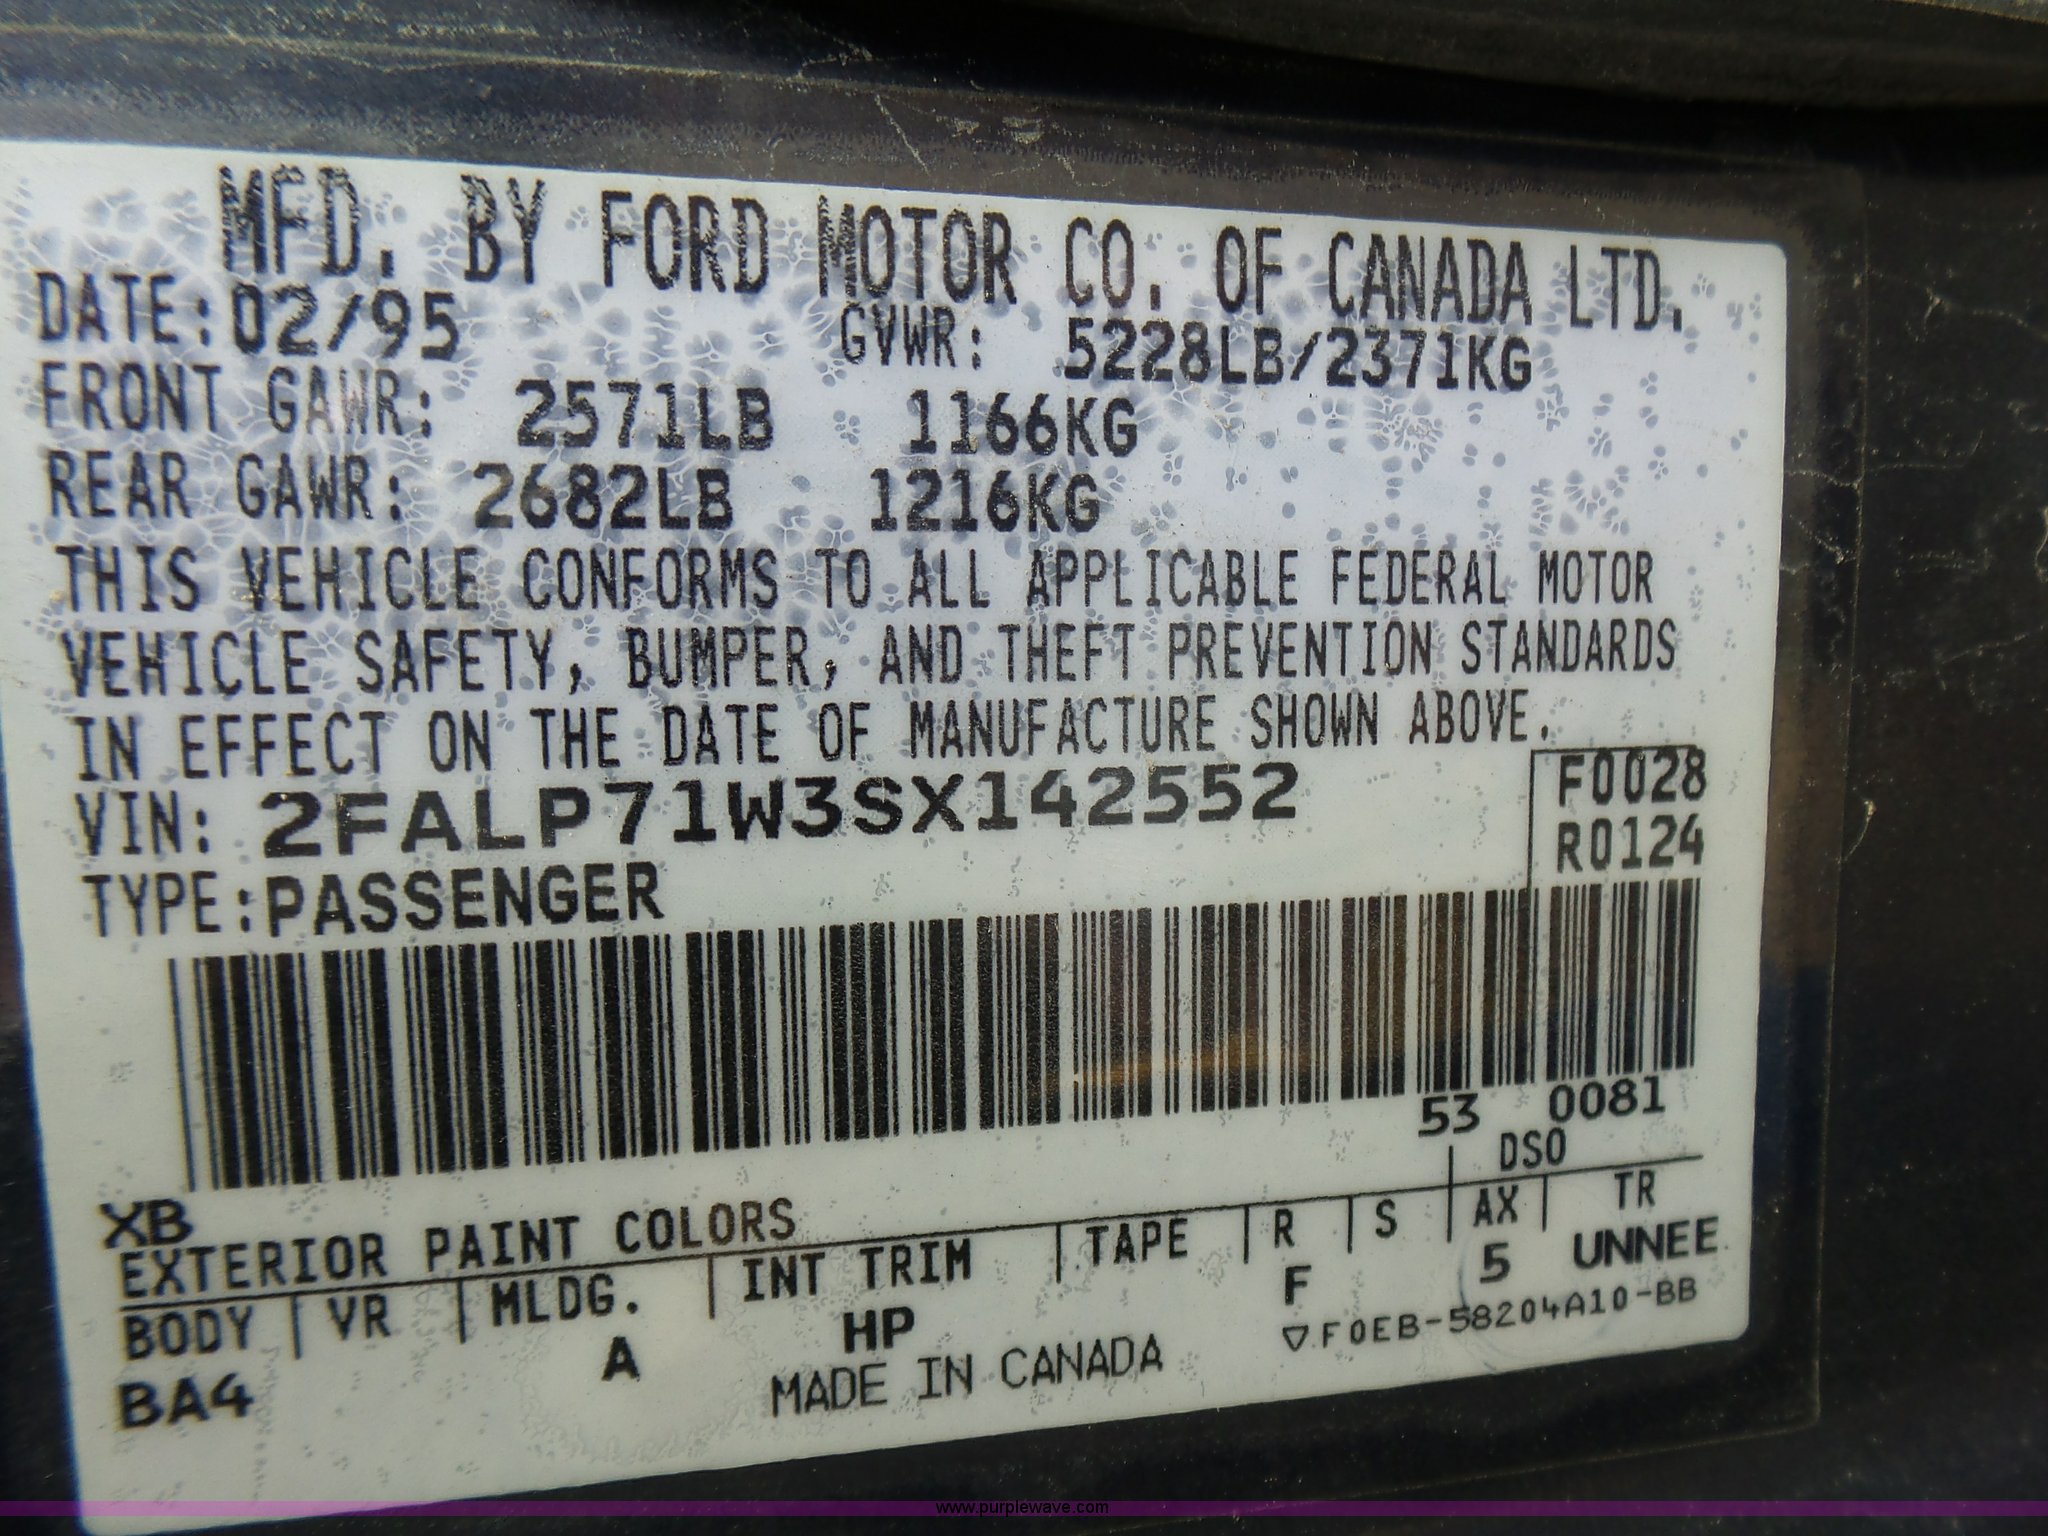 MFD. BY FORD MOTOR CO. OF CANADA LTD.
DATE: 02/95 GVWR: 5228LB/2371KG
FRONT GAWR: 2571LB 1166KG
REAR GAWR: 2682LB 1216KG
THIS VEHICLE CONFORMS TO ALL APPLICABLE FEDERAL MOTOR
VEHICLE SAFETY, BUMPER, AND THEFT PREVENTION STANDARDS
IN EFFECT ON THE DATE OF MANUFACTURE SHOWN ABOVE.
VIN: 2FALP71W3SX142552
F0028
R0124
TYPE: PASSENGER
53 0081
DSO
XB
EXTERIOR PAINT COLORS
BODY VR MLDG. INT TRIM TAPE R S AX TR
BA4 A HP F 5 UNNEE
MADE IN CANADA
▽F0EB-58204A10-BB
www.purplewave.com